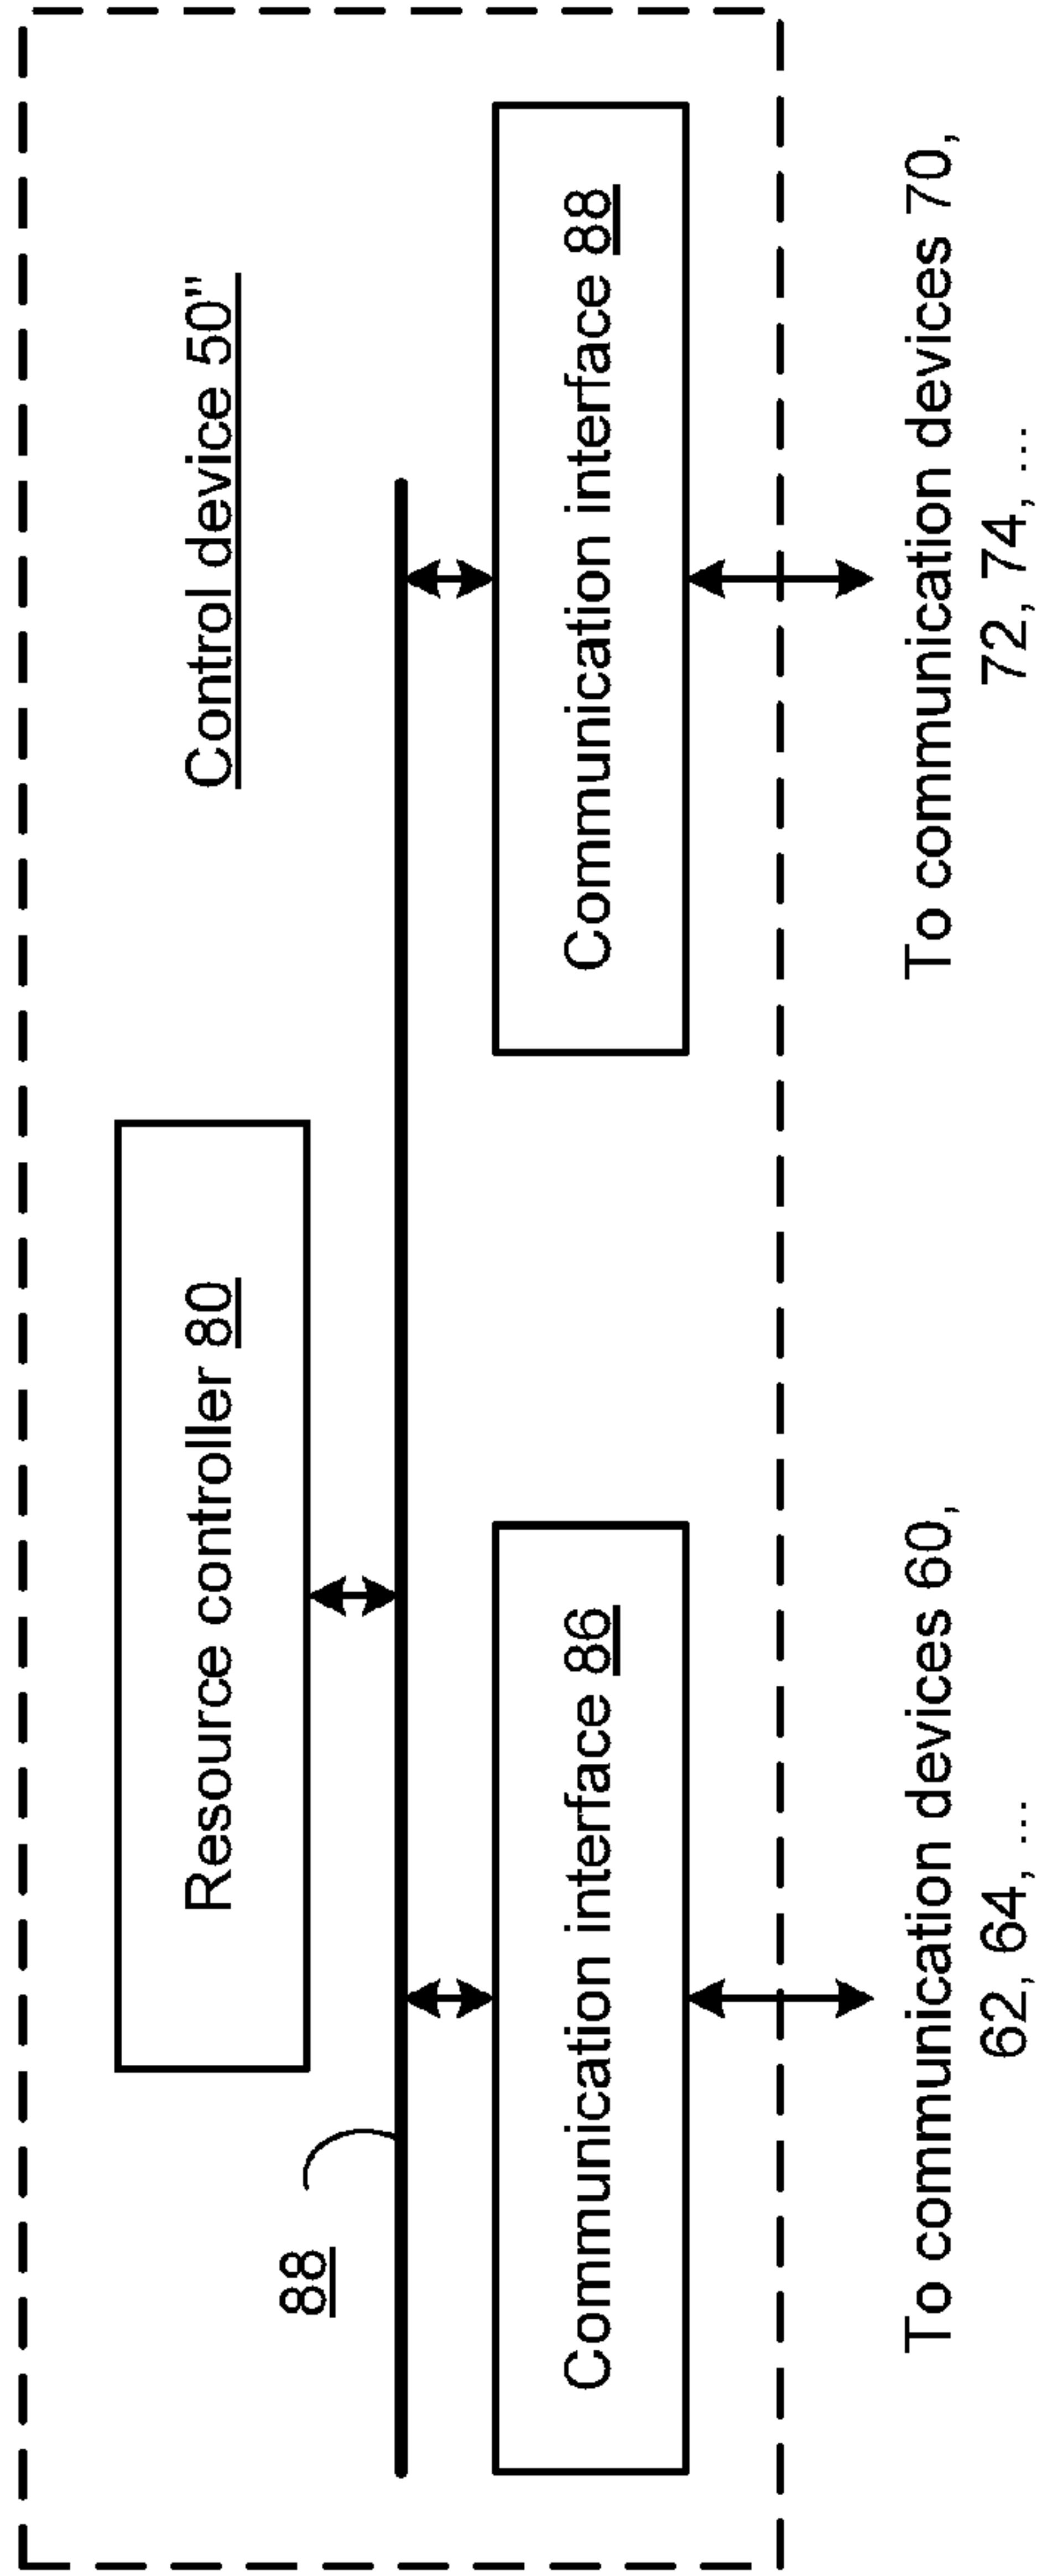 Resource controller 80
Control device 50"
88
Communication interface 86
Communication interface 88
To communication devices 60,
62, 64, ...
To communication devices 70,
72, 74, ...